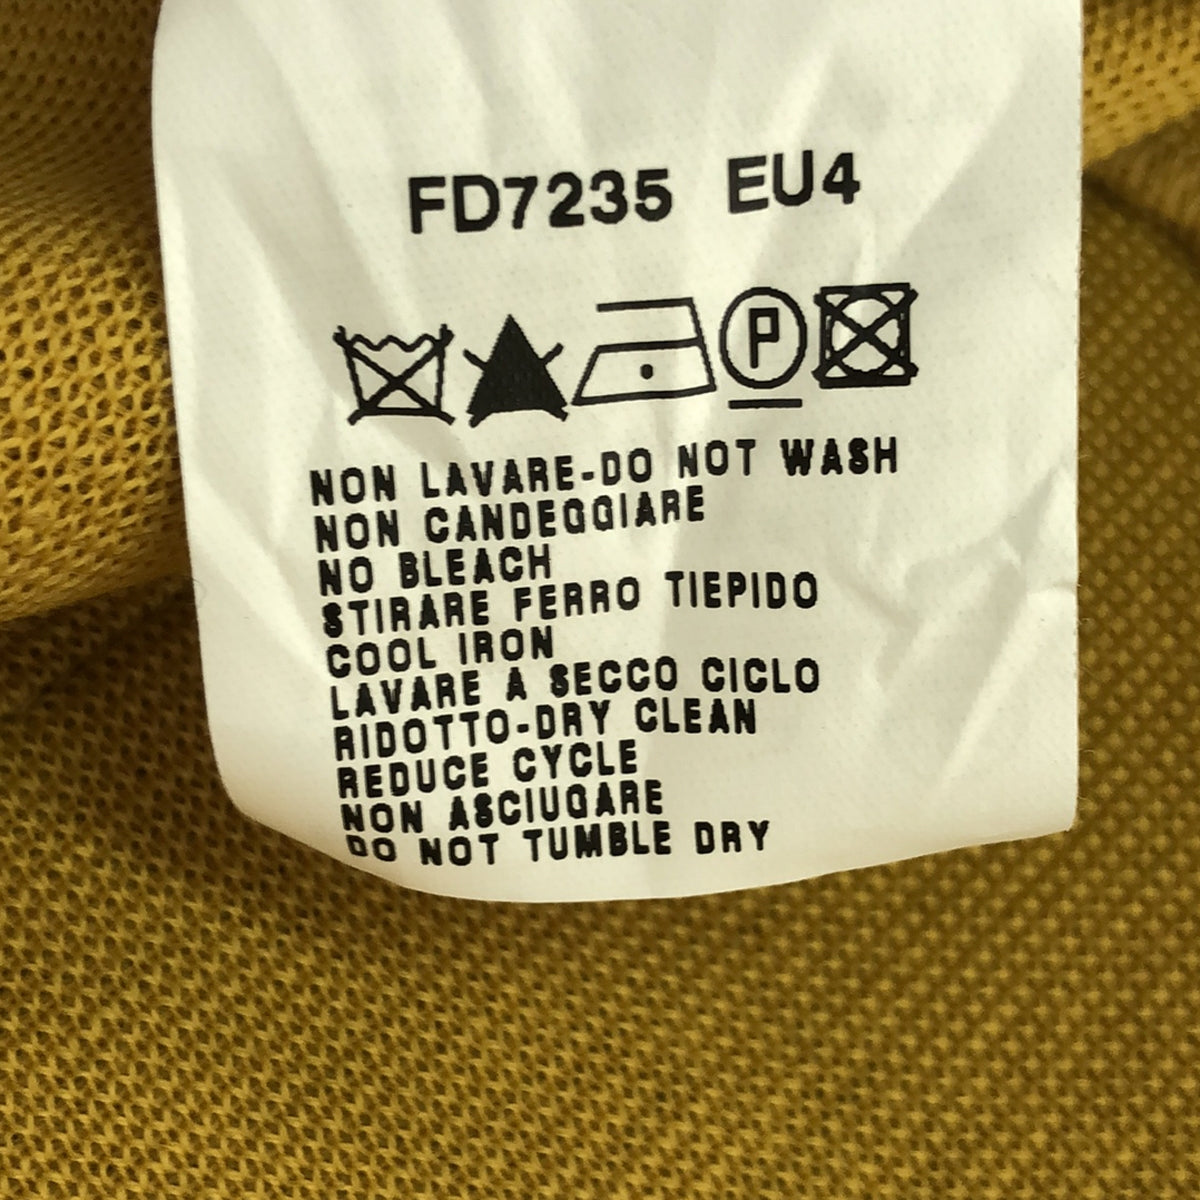 FD7235 EU4
P
NON LAVARE-DO NOT WASH
NON CANDEGGIARE
NO BLEACH
STIRARE FERRO TIEPIDO
COOL IRON
LAVARE A SECCO CICLO
RIDOTTO-DRY CLEAN
REDUCE CYCLE
NON ASCIUGARE
DO NOT TUMBLE DRY